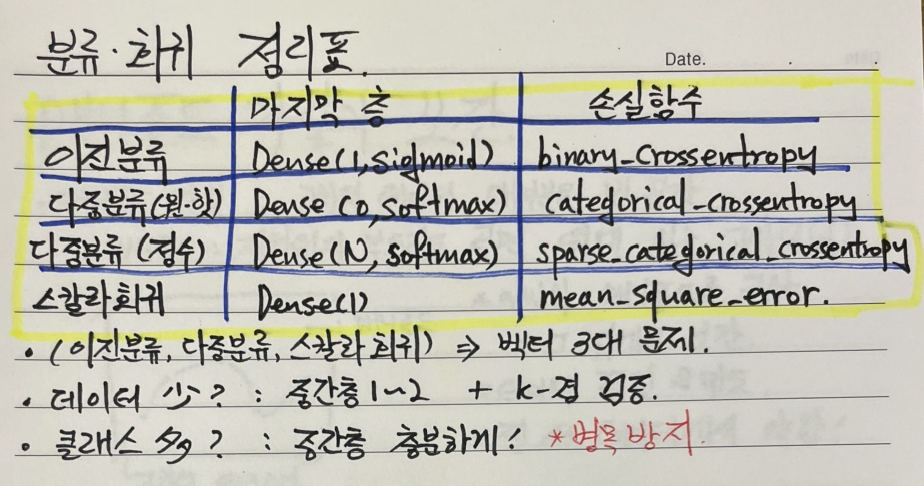 분류·회귀 정리표.
Date.
마지막 층 손실함수
이진분류 Dense(1, sigmoid) binary_crossentropy
다중분류(원·핫) Dense (o, softmax) categorical_crossentropy
다중분류 (정수) Dense(N, softmax) sparse_categorical_crossentropy
스칼라회귀 Dense(1) mean_square_error.
· (이진분류, 다중분류, 스칼라회귀) ⇒ 벡터 3대 문제.
· 데이터 少? : 중간층 1~2 + k-겹 검증.
· 클래스 多? : 중간층 충분하게! *병목 방지.